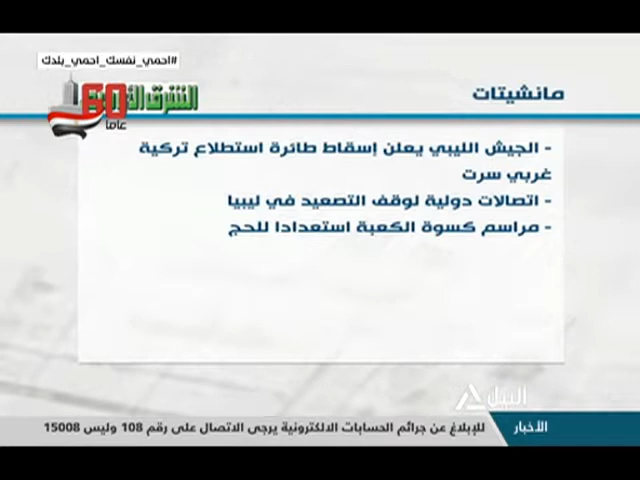 #احمي_نفسك_احمي_بلدك
60
عاما
الشرق
مانشيتات
- الجيش الليبي يعلن إسقاط طائرة استطلاع تركية
غربي سرت
- اتصالات دولية لوقف التصعيد في ليبيا
- مراسم كسوة الكعبة استعدادا للحج
النيل
الأخبار
للإبلاغ عن جرائم الحسابات الالكترونية يرجى الاتصال على رقم 108 وليس 15008